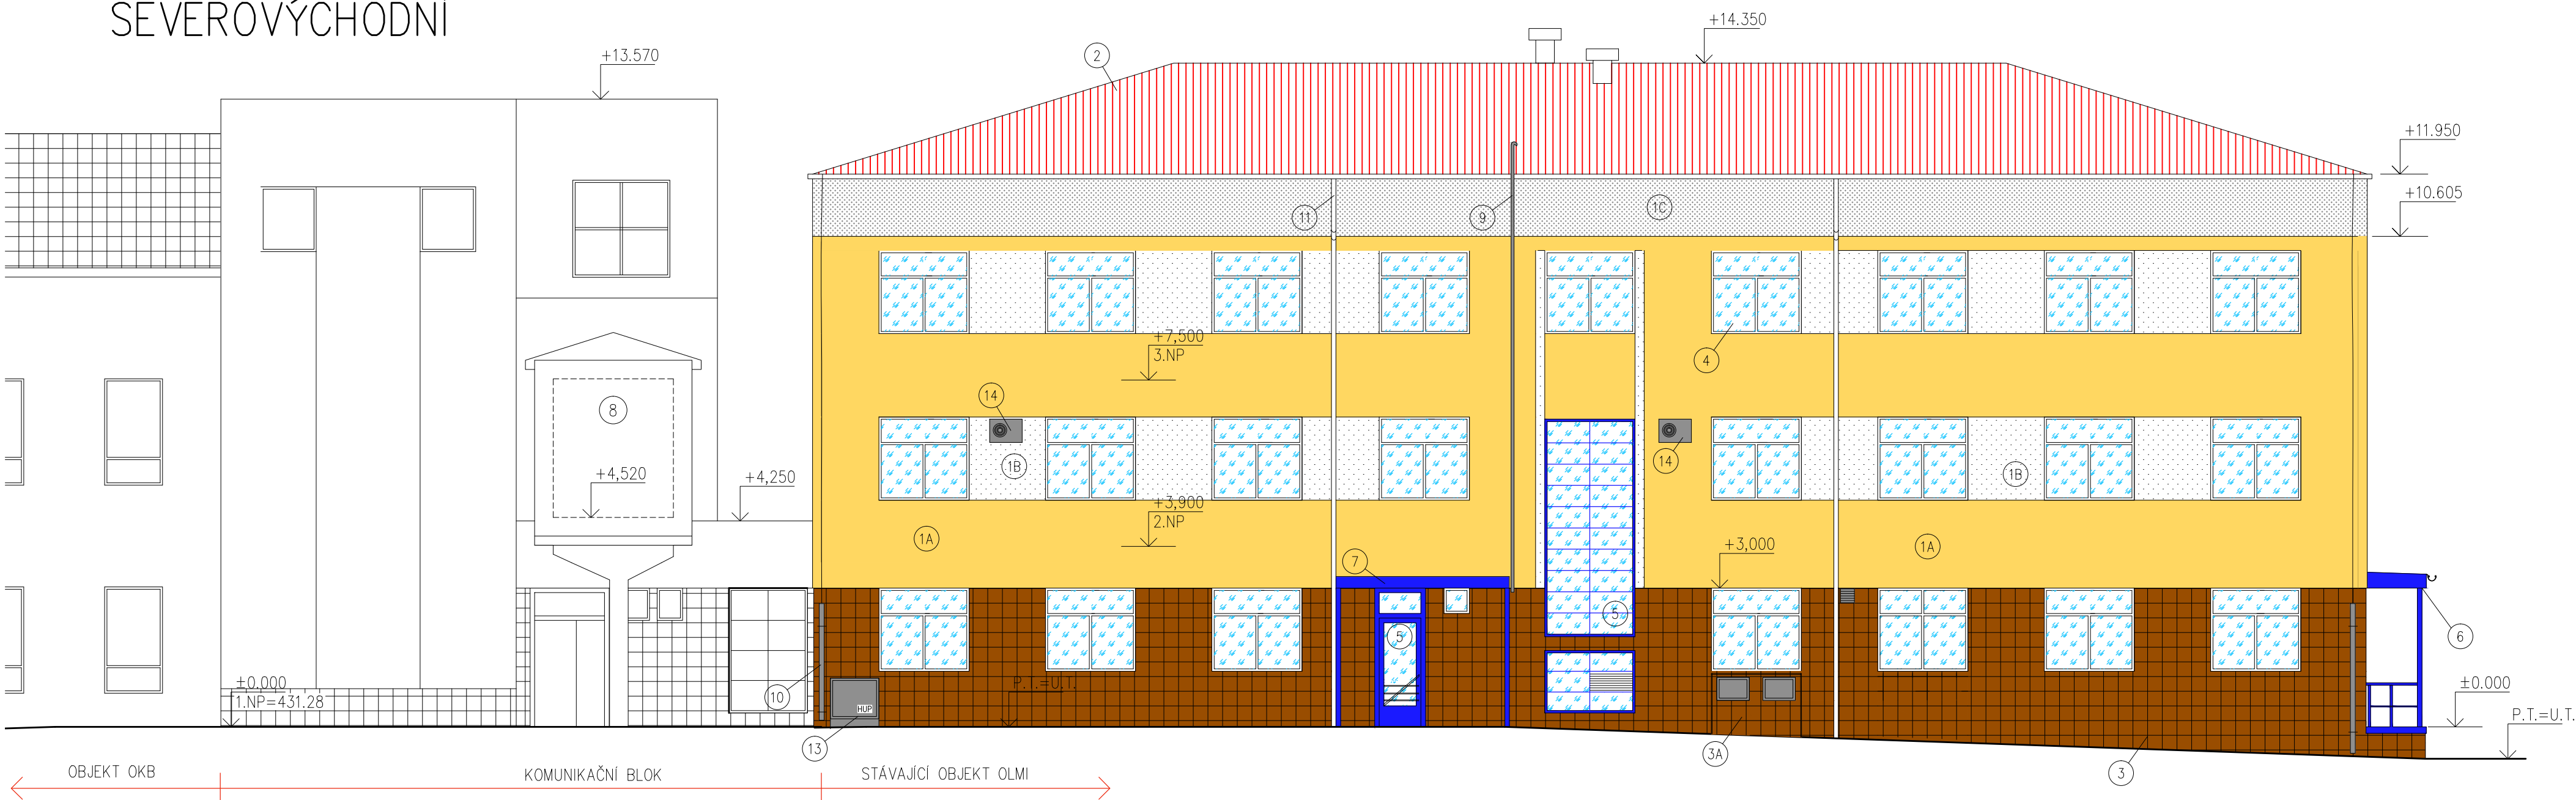 SEVEROVÝCHODNÍ
+14.350
+13.570
2
+11.950
+10.605
11
9
1C
+7,500
3.NP
4
14
8
14
1B
1B
+4,520
+4,250
+3,900
2.NP
1A
1A
+3,000
7
5
5
6
±0.000
1.NP=431.28
10
P.T.=U.T.
±0.000
HUP
P.T.=U.T.
13
3A
3
OBJEKT OKB
KOMUNIKAČNÍ BLOK
STÁVAJÍCÍ OBJEKT OLMI